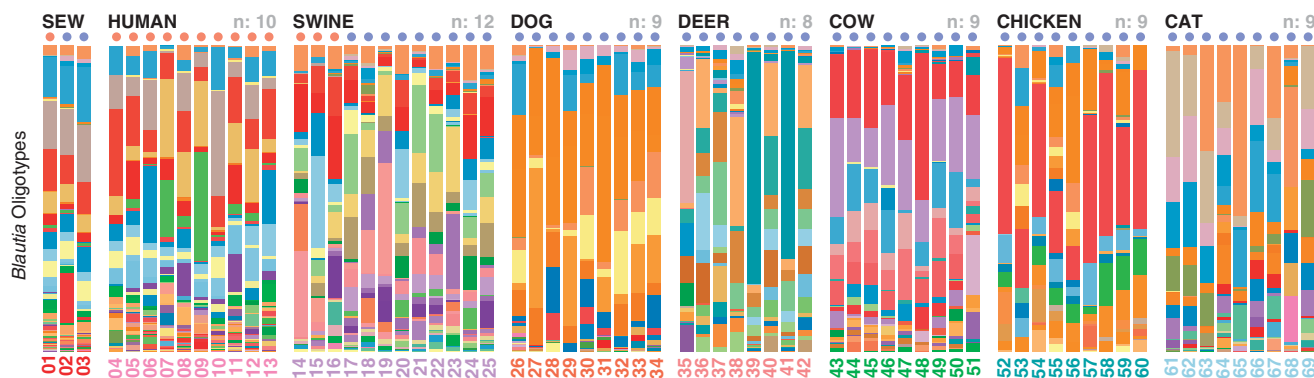 SEW HUMAN n: 10 SWINE n: 12 DOG n: 9 DEER n: 8 COW n: 9 CHICKEN n: 9 CAT n: 9
Blautia Oligotypes
01 02 03 04 05 06 07 08 09 10 11 12 13 14 15 16 17 18 19 20 21 22 23 24 25 26 27 28 29 30 31 32 33 34 35 36 37 38 39 40 41 42 43 44 45 46 47 48 49 50 51 52 53 54 55 56 57 58 59 60 61 62 63 64 65 66 67 68 69